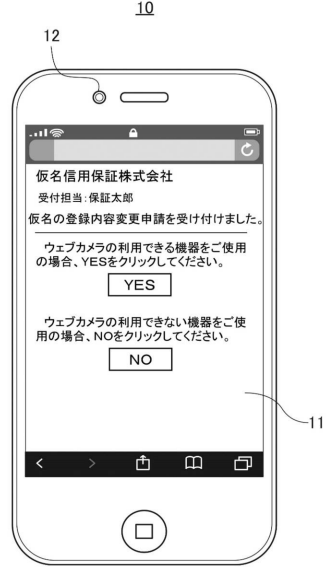 10
12
仮名信用保証株式会社
受付担当:保証太郎
仮名の登録内容変更申請を受け付けました。
ウェブカメラの利用できる機器をご使用
の場合、YESをクリックしてください。
YES
ウェブカメラの利用できない機器をご使
用の場合、NOをクリックしてください。
NO
11